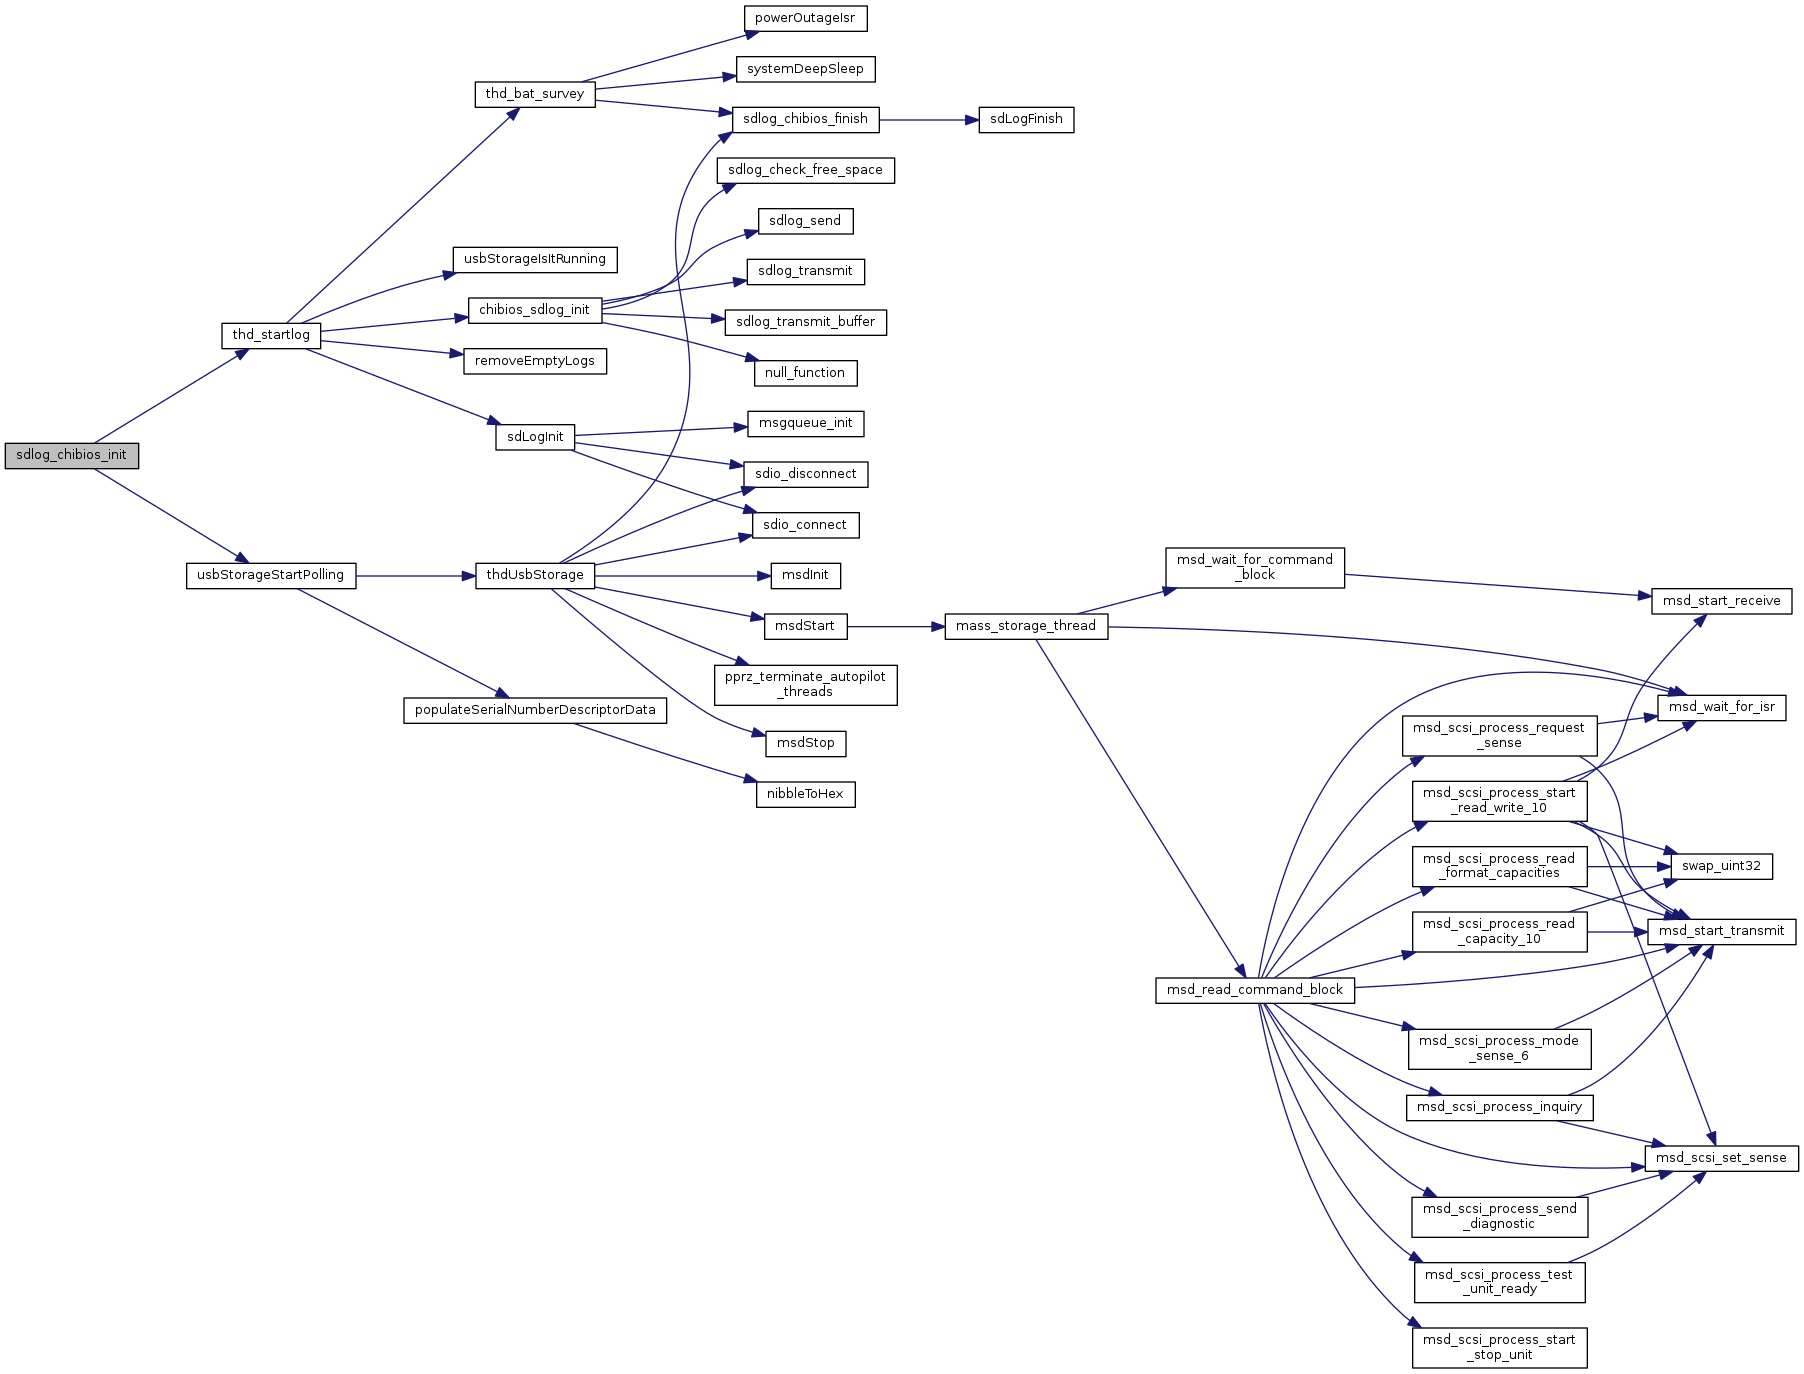 powerOutageIsr
systemDeepSleep
thd_bat_survey
sdlog_chibios_finish
sdLogFinish
sdlog_check_free_space
sdlog_send
usbStorageIsItRunning
sdlog_transmit
chibios_sdlog_init
sdlog_transmit_buffer
thd_startlog
removeEmptyLogs
null_function
msgqueue_init
sdLogInit
sdlog_chibios_init
sdio_disconnect
sdio_connect
usbStorageStartPolling
thdUsbStorage
msdInit
msd_wait_for_command
_block
msd_start_receive
msdStart
mass_storage_thread
pprz_terminate_autopilot
_threads
populateSerialNumberDescriptorData
msd_wait_for_isr
msdStop
msd_scsi_process_request
_sense
nibbleToHex
msd_scsi_process_start
_read_write_10
msd_scsi_process_read
_format_capacities
swap_uint32
msd_scsi_process_read
_capacity_10
msd_start_transmit
msd_read_command_block
msd_scsi_process_mode
_sense_6
msd_scsi_process_inquiry
msd_scsi_set_sense
msd_scsi_process_send
_diagnostic
msd_scsi_process_test
_unit_ready
msd_scsi_process_start
_stop_unit